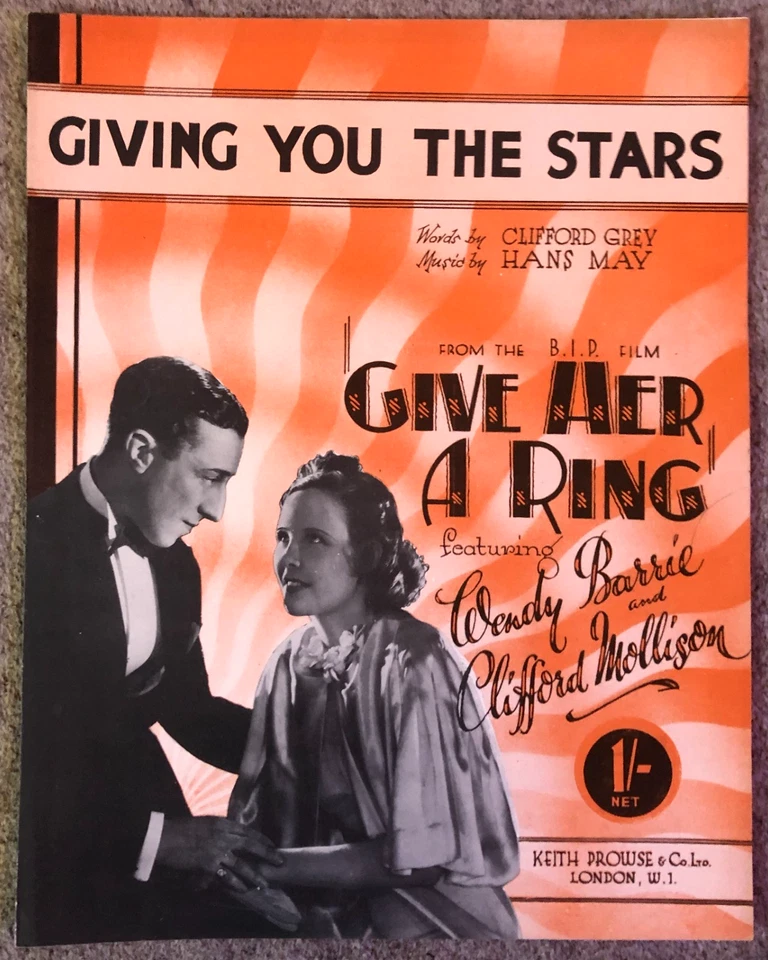 GIVING YOU THE STARS
Words by CLIFFORD GREY
Music by HANS MAY
FROM THE B.I.P. FILM
"GIVE HER
A RING"
featuring
Wendy Barrie
and
Clifford Mollison
1/-
NET
KEITH PROWSE & Co. LTD.
LONDON, W.1.